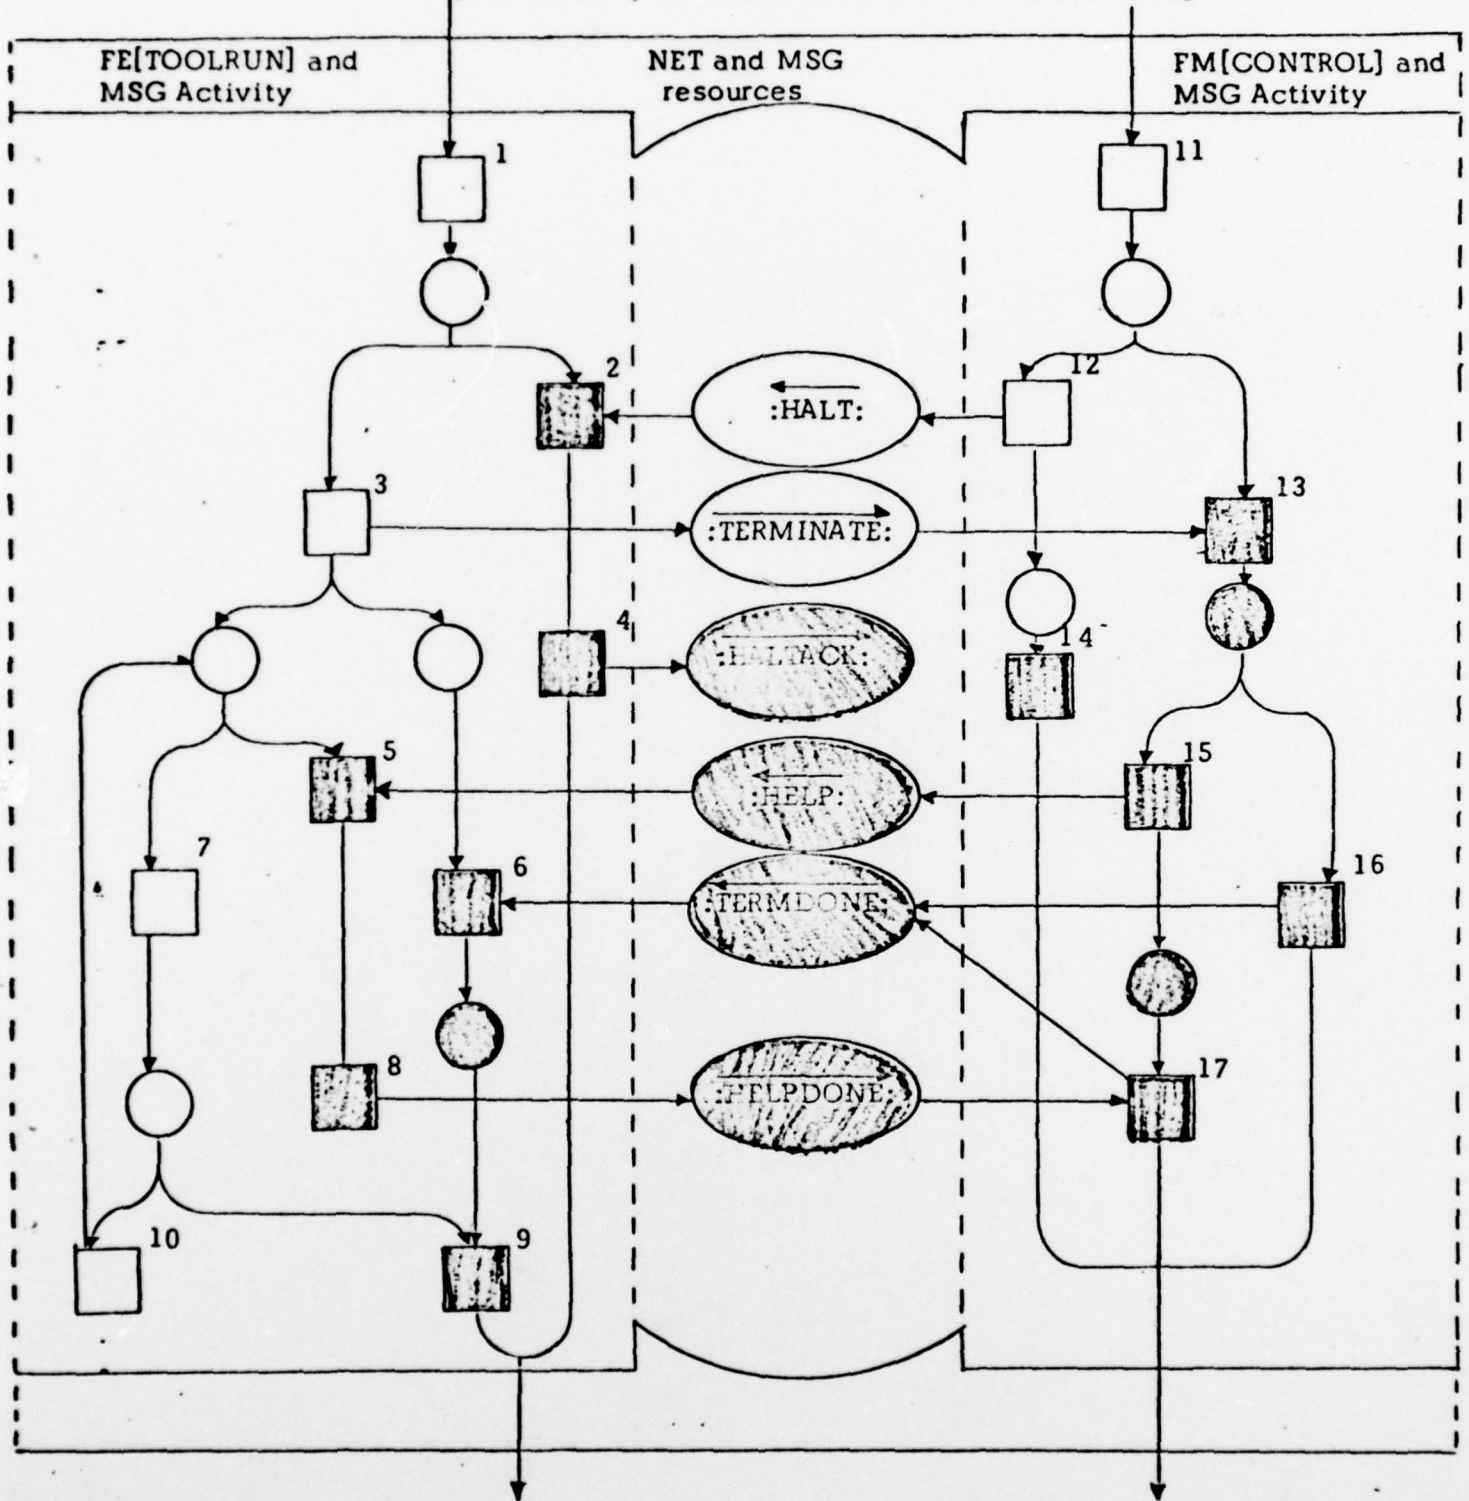 FE[TOOLRUN] and
MSG Activity
NET and MSG
resources
FM[CONTROL] and
MSG Activity
1
11
2
:HALT:
12
3
:TERMINATE:
13
4
:HALTACK:
14
5
:HELP:
15
7
6
:TERMDONE:
16
8
:HELPDONE:
17
10
9